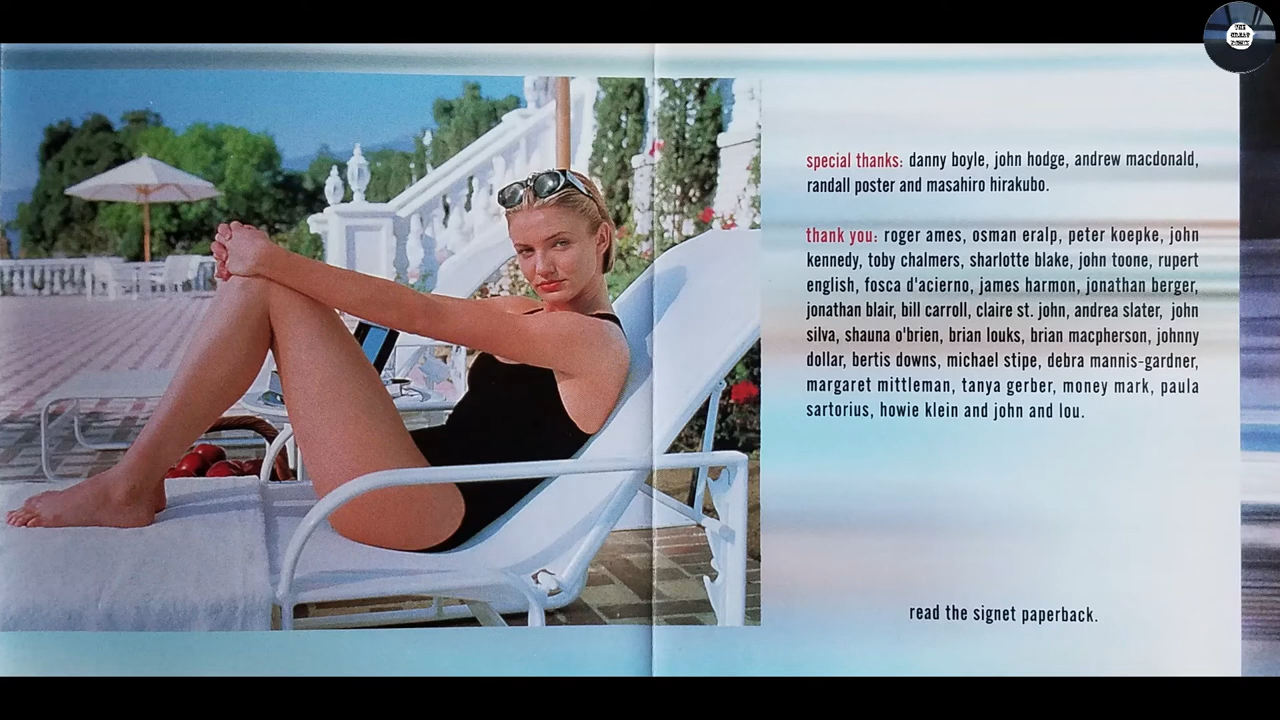 THE
GREAT
special thanks: danny boyle, john hodge, andrew macdonald,
randall poster and masahiro hirakubo.
thank you: roger ames, osman eralp, peter koepke, john
kennedy, toby chalmers, sharlotte blake, john toone, rupert
english, fosca d'acierno, james harmon, jonathan berger,
jonathan blair, bill carroll, claire st. john, andrea slater, john
silva, shauna o'brien, brian louks, brian macpherson, johnny
dollar, bertis downs, michael stipe, debra mannis-gardner,
margaret mittleman, tanya gerber, money mark, paula
sartorius, howie klein and john and lou.
read the signet paperback.